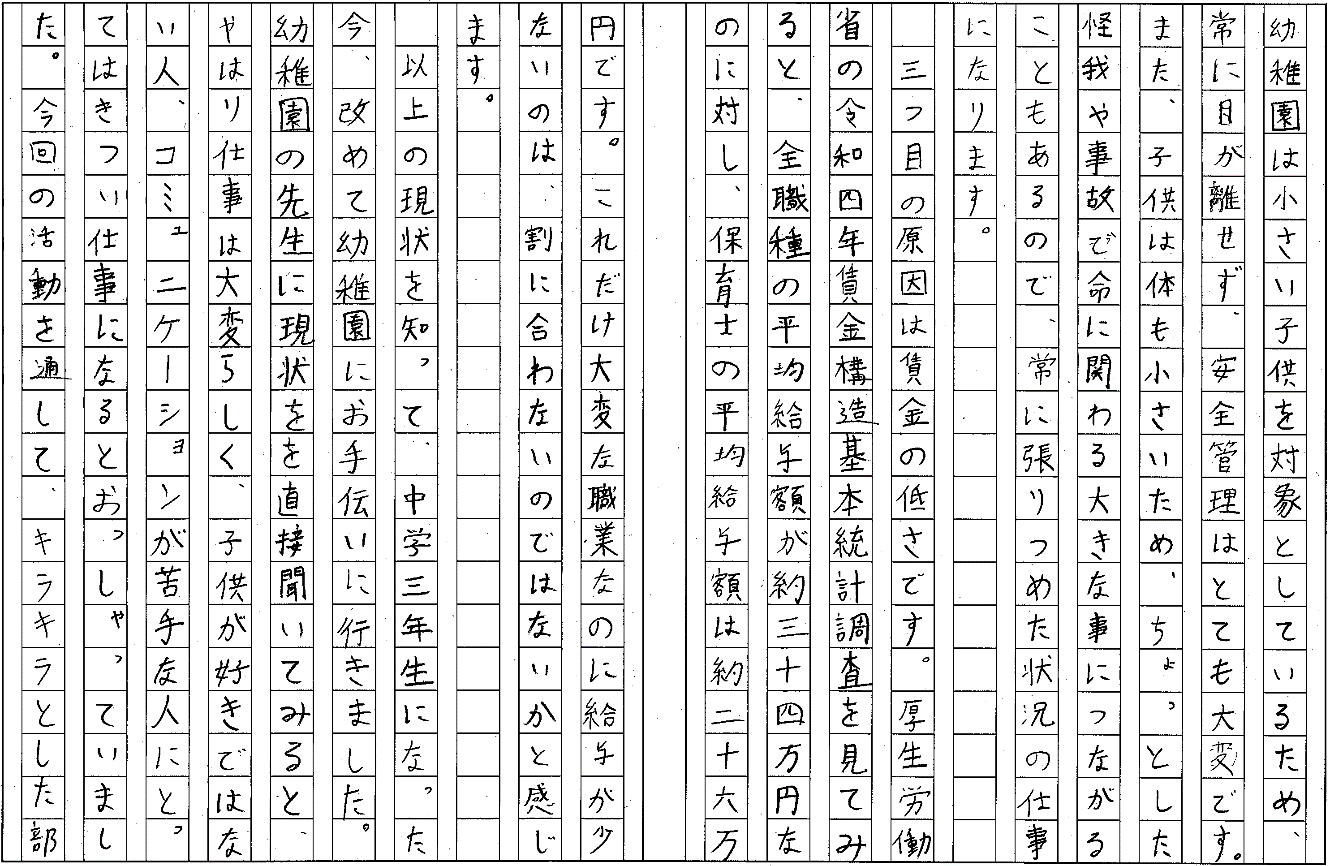 幼稚園は小さい子供を対象としているため、
常に目が離せず、安全管理はとても大変です。
また、子供は体も小さいため、ちょっとした
怪我や事故で命に関わる大きな事につながる
こともあるので、常に張りつめた状況の仕事
になります。
三つ目の原因は賃金の低さです。厚生労働
省の令和四年賃金構造基本統計調査を見てみ
ると、全職種の平均給与額が約三十四万円な
のに対し、保育士の平均給与額は約二十六万
円です。これだけ大変な職業なのに給与が少
ないのは、割に合わないのではないかと感じ
ます。
以上の現状を知って、中学三年生になった
今、改めて幼稚園にお手伝いに行きました。
幼稚園の先生に現状をを直接聞いてみると、
やはり仕事は大変らしく、子供が好きではな
い人、コミュニケーションが苦手な人にとっ
てはきつい仕事になるとおっしゃっていまし
た。今回の活動を通して、キラキラとした部